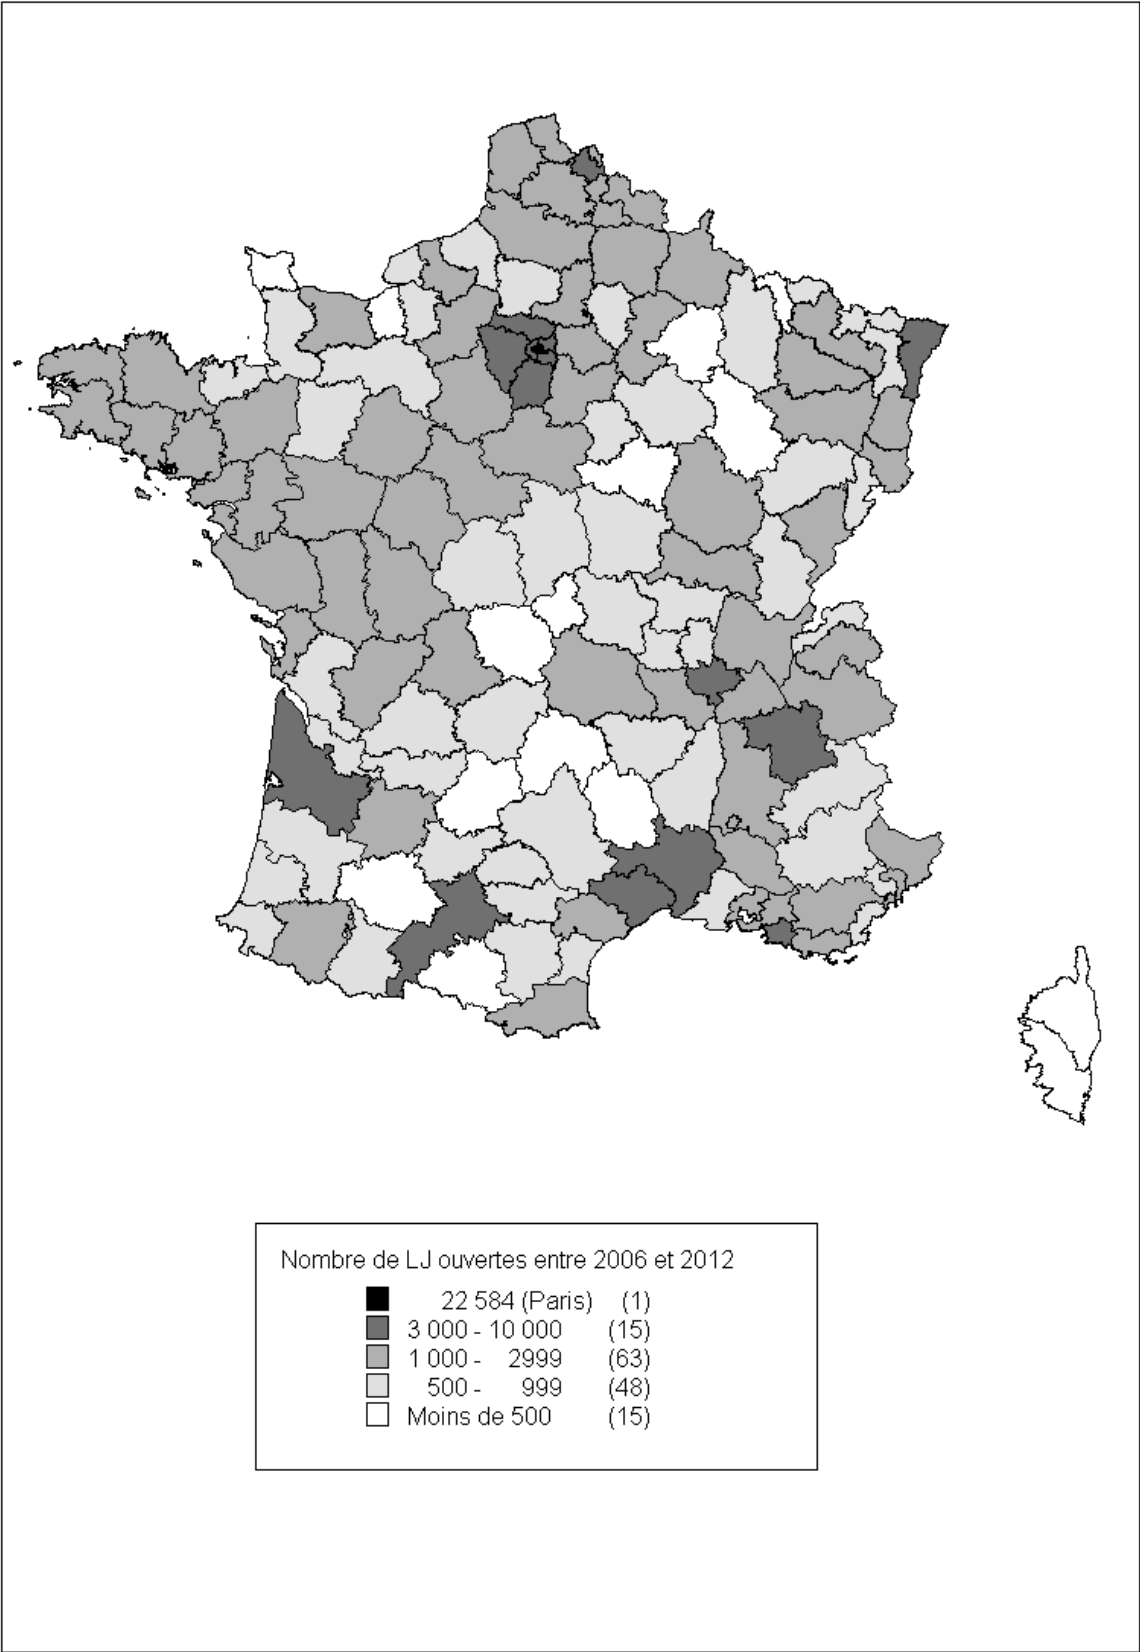 Nombre de LJ ouvertes entre 2006 et 2012
22 584 (Paris) (1)
3 000 - 10 000 (15)
1 000 - 2999 (63)
500 - 999 (48)
Moins de 500 (15)